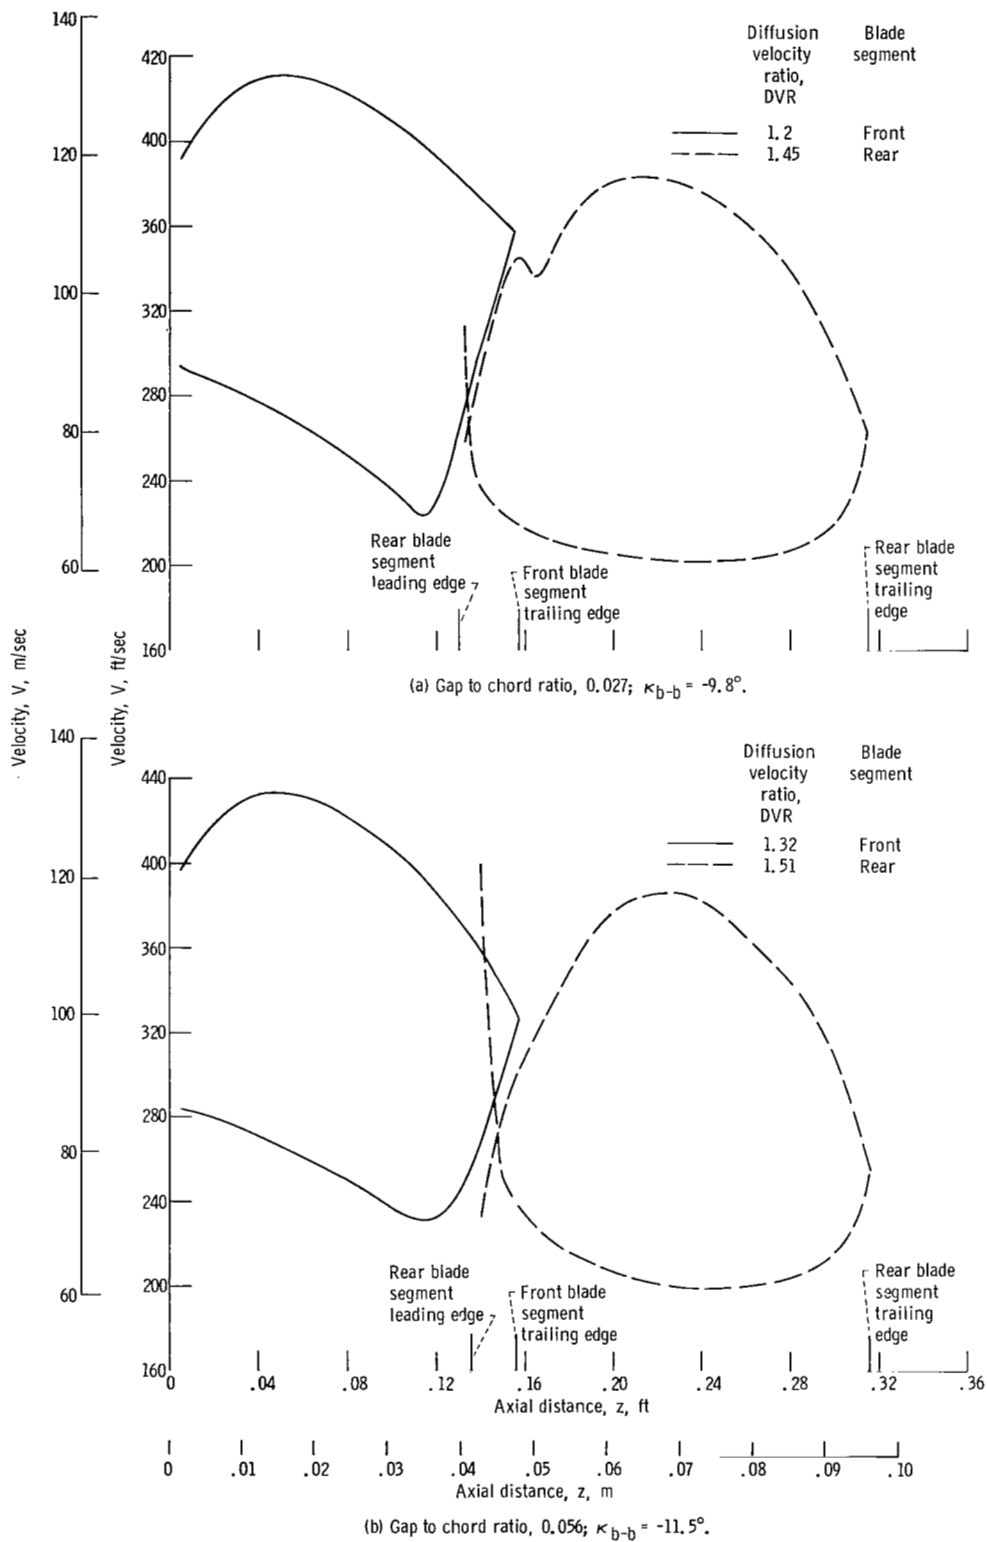 140
120
100
80
60
420
400
360
320
280
240
200
160
Diffusion velocity ratio, DVR
Blade segment
1.2 Front
1.45 Rear
Rear blade segment leading edge
Front blade segment trailing edge
Rear blade segment trailing edge
(a) Gap to chord ratio, 0.027; κb-b = -9.8°.
Velocity, V, m/sec
Velocity, V, ft/sec
140
120
100
80
60
440
400
360
320
280
240
200
160
Diffusion velocity ratio, DVR
Blade segment
1.32 Front
1.51 Rear
Rear blade segment leading edge
Front blade segment trailing edge
Rear blade segment trailing edge
0 .04 .08 .12 .16 .20 .24 .28 .32 .36
Axial distance, z, ft
0 .01 .02 .03 .04 .05 .06 .07 .08 .09 .10
Axial distance, z, m
(b) Gap to chord ratio, 0.056; κb-b = -11.5°.